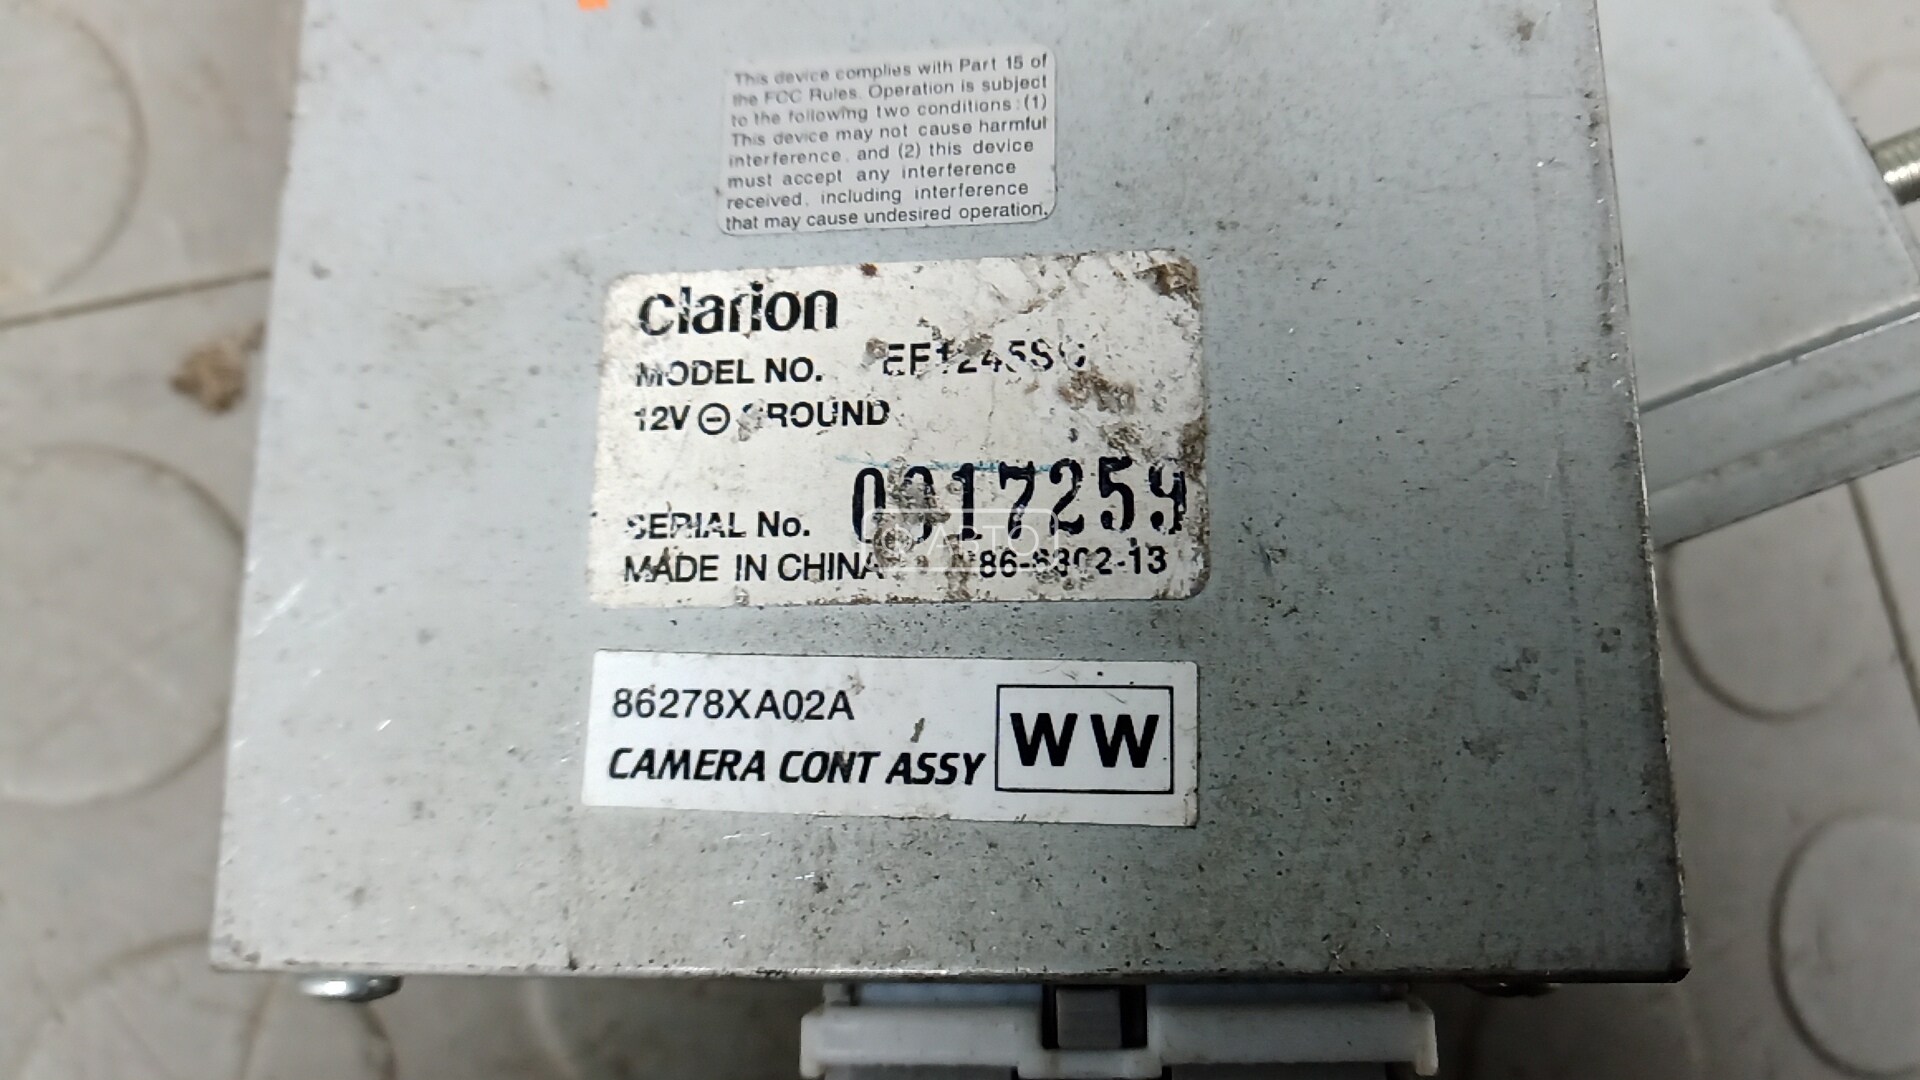 This device complies with Part 15 of
the FCC Rules. Operation is subject
to the following two conditions: (1)
This device may not cause harmful
interference, and (2) this device
must accept any interference
received, including interference
that may cause undesired operation.
clarion
MODEL NO.
12V ⊖ GROUND
SERIAL No. 0017259
MADE IN CHINA
86278XA02A
CAMERA CONT ASSY
WW